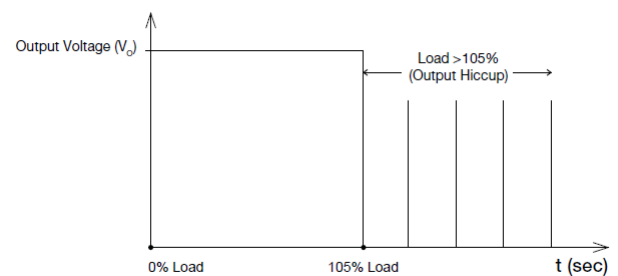 Output Voltage (Vo)
Load >105%
(Output Hiccup)
0% Load
105% Load
t (sec)